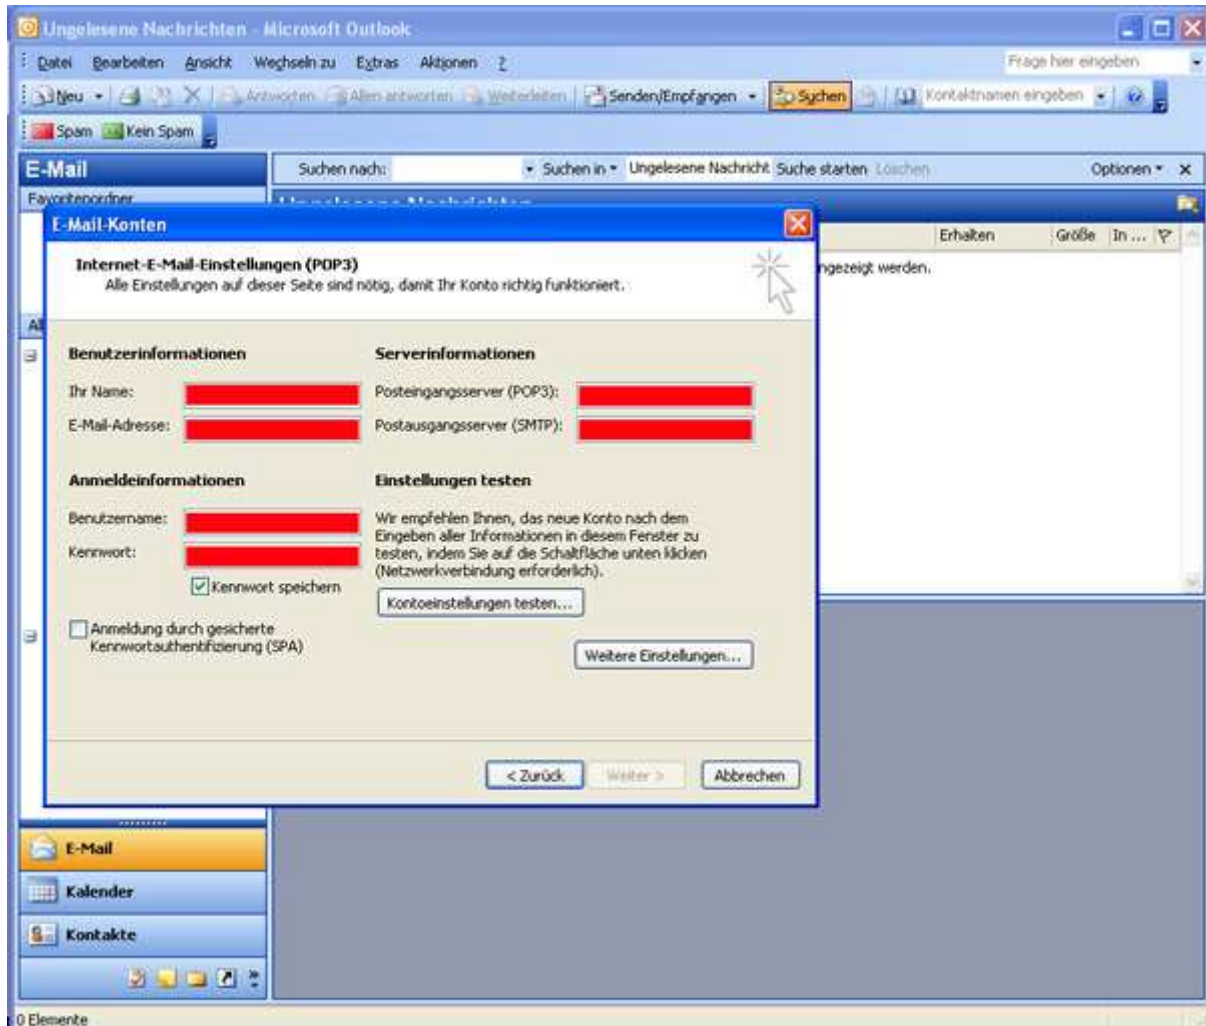 Ungelesene Nachrichten - Microsoft Outlook
Datei Bearbeiten Ansicht Wechseln zu Extras Aktionen ?
Frage hier eingeben
Neu Antworten Allen antworten Weiterleiten Senden/Empfangen Suchen Kontaktnamen eingeben
Spam Kein Spam
E-Mail
Suchen nach: Suchen in Ungelesene Nachricht Suche starten Löschen Optionen
Favoritenordner
Ungelesene Nachrichten
Erhalten Größe In ...
ngezeigt werden.
All
E-Mail-Konten
Internet-E-Mail-Einstellungen (POP3)
Alle Einstellungen auf dieser Seite sind nötig, damit Ihr Konto richtig funktioniert.
Benutzerinformationen
Ihr Name:
E-Mail-Adresse:
Serverinformationen
Posteingangsserver (POP3):
Postausgangsserver (SMTP):
Anmeldeinformationen
Benutzername:
Kennwort:
Kennwort speichern
Anmeldung durch gesicherte
Kennwortauthentifizierung (SPA)
Einstellungen testen
Wir empfehlen Ihnen, das neue Konto nach dem
Eingeben aller Informationen in diesem Fenster zu
testen, indem Sie auf die Schaltfläche unten klicken
(Netzwerkverbindung erforderlich).
Kontoeinstellungen testen...
Weitere Einstellungen...
< Zurück Weiter > Abbrechen
E-Mail
Kalender
Kontakte
0 Elemente